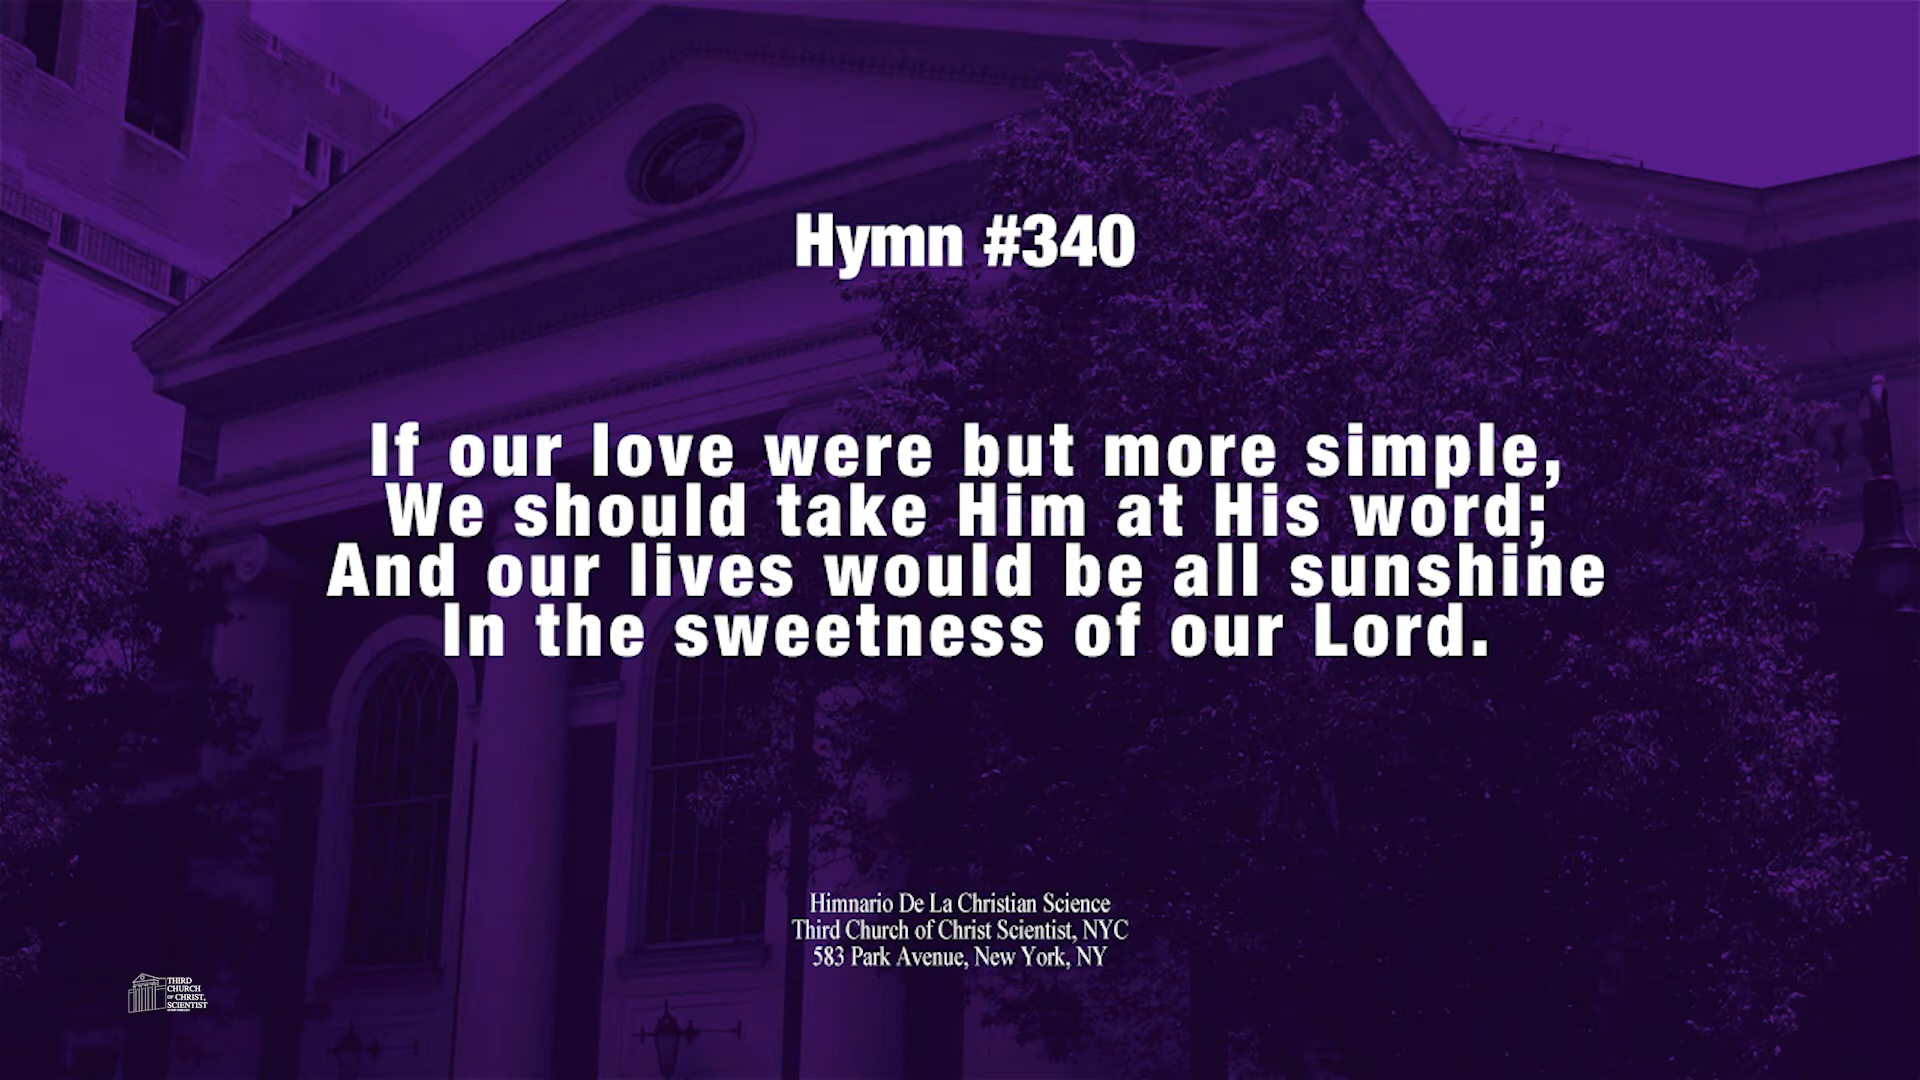 Hymn #340
If our love were but more simple,
We should take Him at His word;
And our lives would be all sunshine
In the sweetness of our Lord.
Himnario De La Christian Science
Third Church of Christ Scientist, NYC
583 Park Avenue, New York, NY
THIRD
CHURCH
OF CHRIST,
SCIENTIST